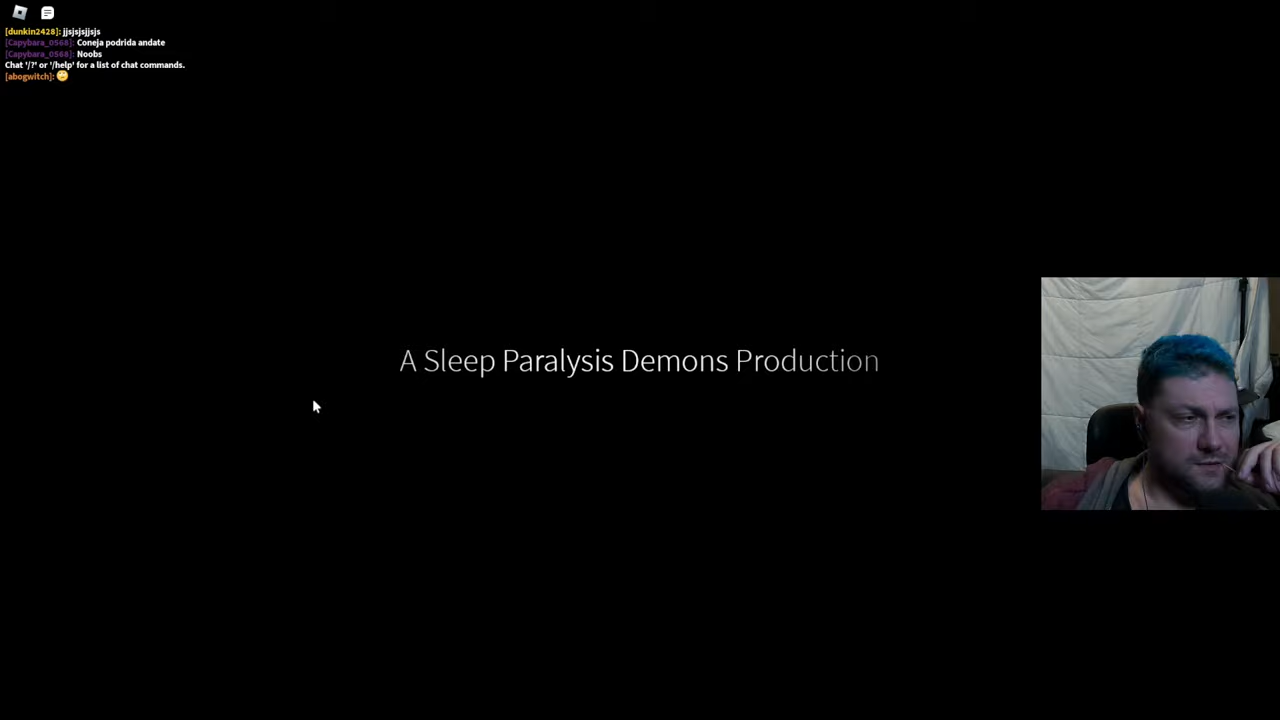 [dunkin2428]: jjsjsjsjjsjs
[Capybara_0568]: Coneja podrida andate
[Capybara_0568]: Noobs
Chat '/?' or '/help' for a list of chat commands.
[abogwitch]: 🙄
A Sleep Paralysis Demons Production